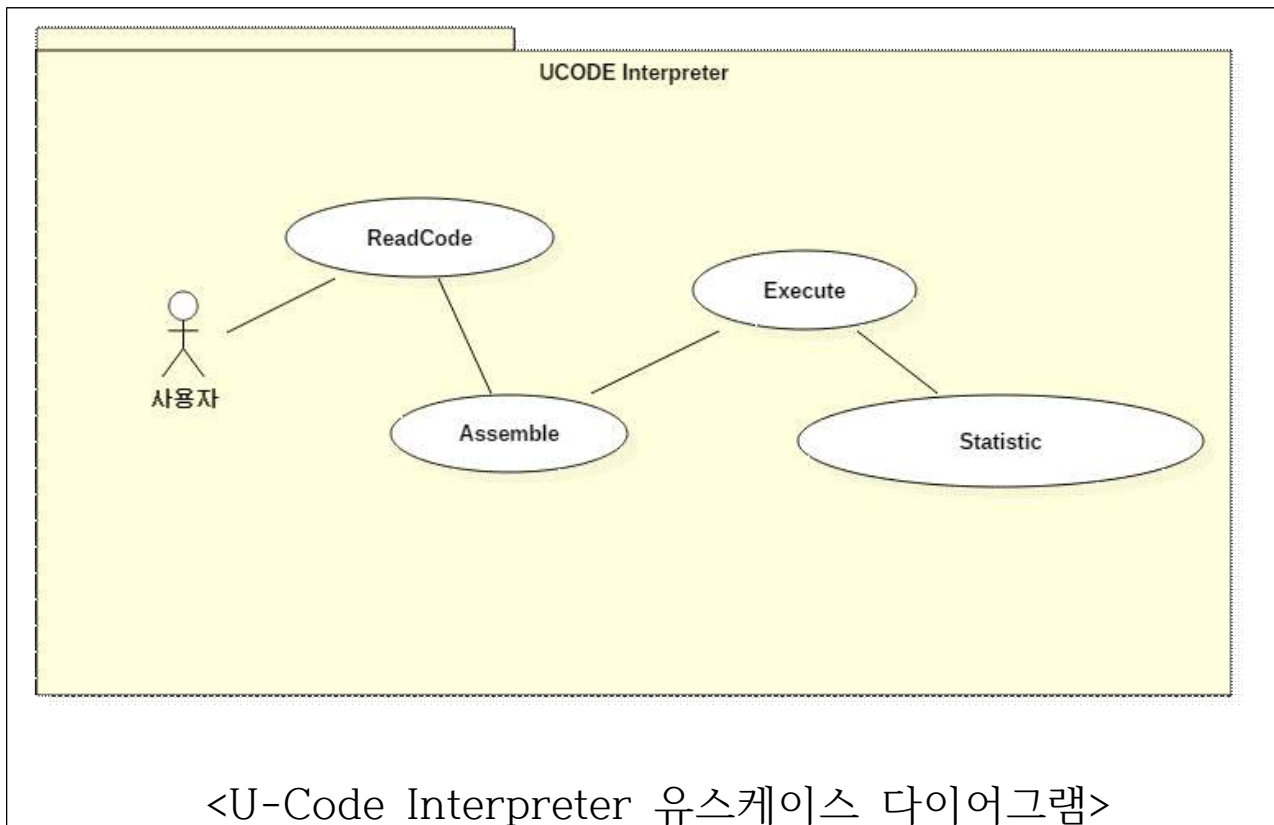 UCODE Interpreter
ReadCode
Execute
사용자
Assemble
Statistic
<U-Code Interpreter 유스케이스 다이어그램>